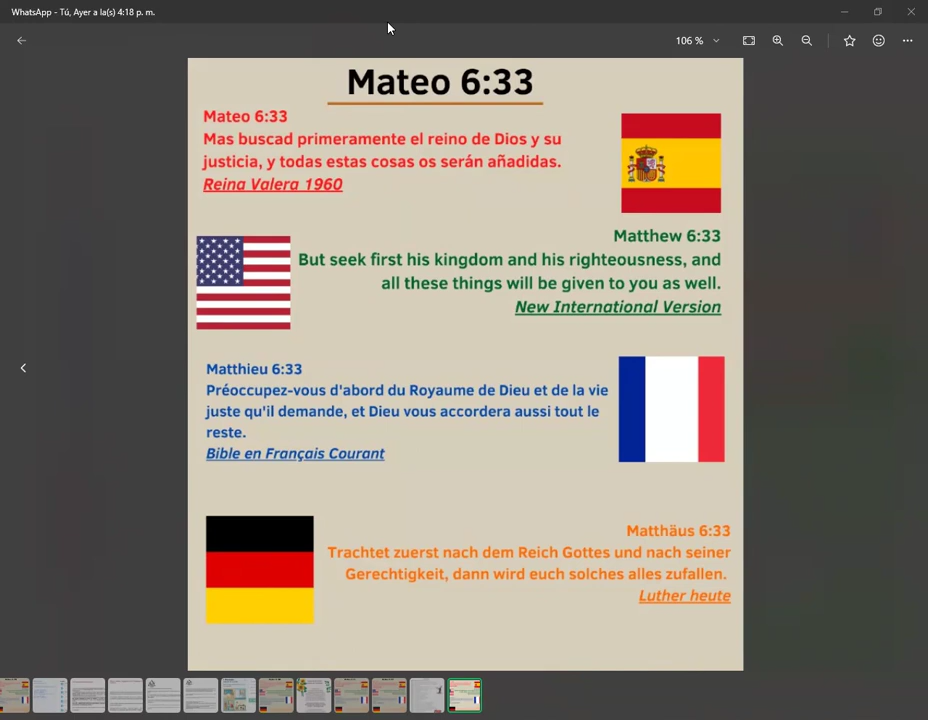 WhatsApp - Tú, Ayer a la(s) 4:18 p. m.
106 %
Mateo 6:33
Mateo 6:33
Mas buscad primeramente el reino de Dios y su
justicia, y todas estas cosas os serán añadidas.
Reina Valera 1960
Matthew 6:33
But seek first his kingdom and his righteousness, and
all these things will be given to you as well.
New International Version
Matthieu 6:33
Préoccupez-vous d'abord du Royaume de Dieu et de la vie
juste qu'il demande, et Dieu vous accordera aussi tout le
reste.
Bible en Français Courant
Matthäus 6:33
Trachtet zuerst nach dem Reich Gottes und nach seiner
Gerechtigkeit, dann wird euch solches alles zufallen.
Luther heute